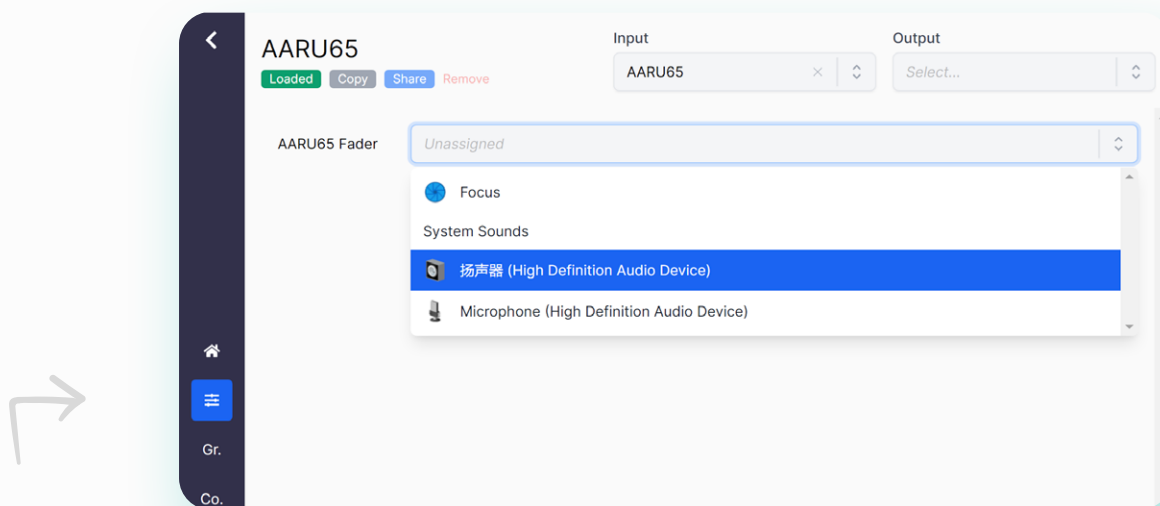 AARU65
Loaded Copy Share Remove
Input
AARU65
Output
Select...
AARU65 Fader
Unassigned
Focus
System Sounds
扬声器 (High Definition Audio Device)
Microphone (High Definition Audio Device)
Gr.
Co.